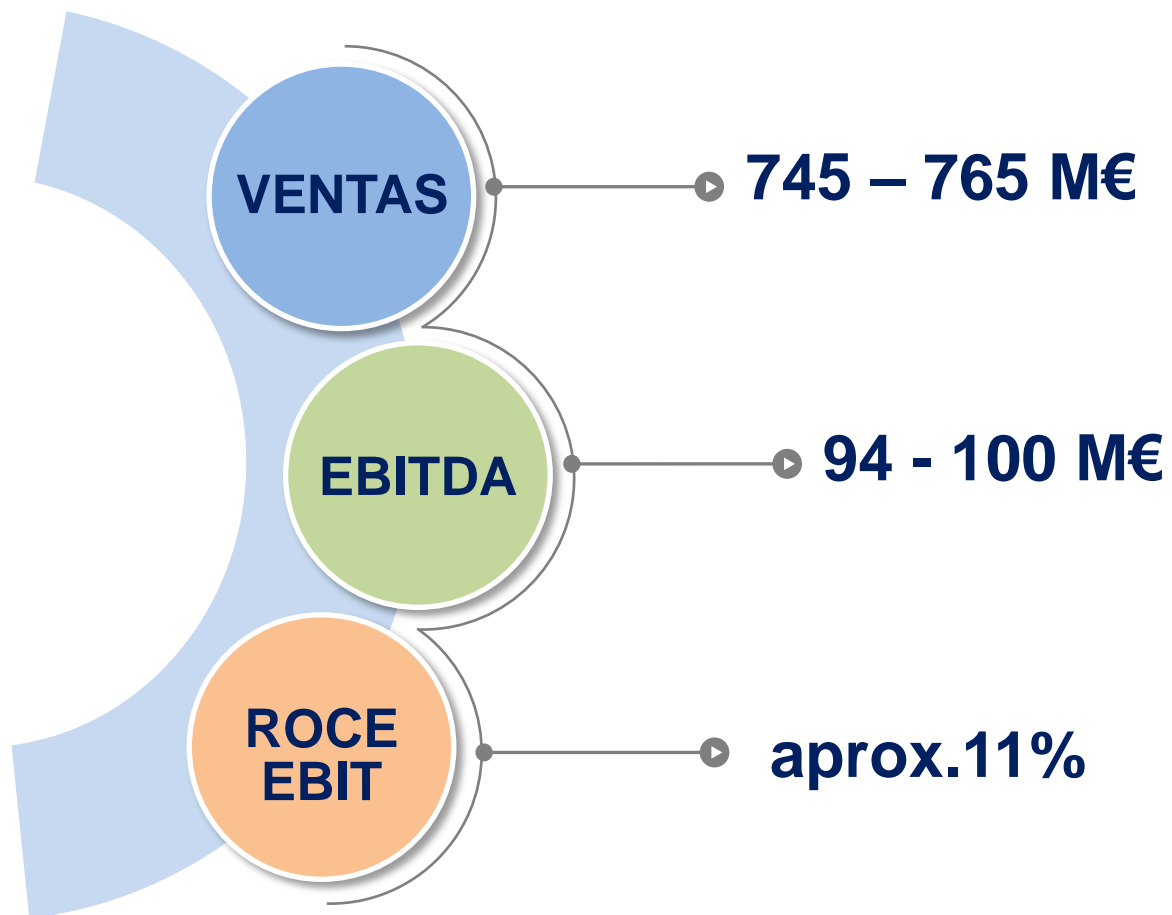 VENTAS
745 – 765 M€
EBITDA
94 - 100 M€
ROCE
EBIT
aprox.11%